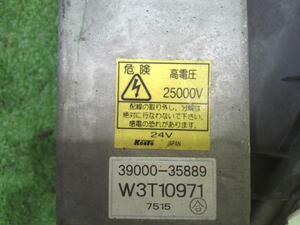 危険
高電圧
25000V
配線の取り外し、分解は
絶対に行なわないで下さい。
感電の恐れがあります。
24V
KOITO JAPAN
39000-35889
W3T10971
7515 合